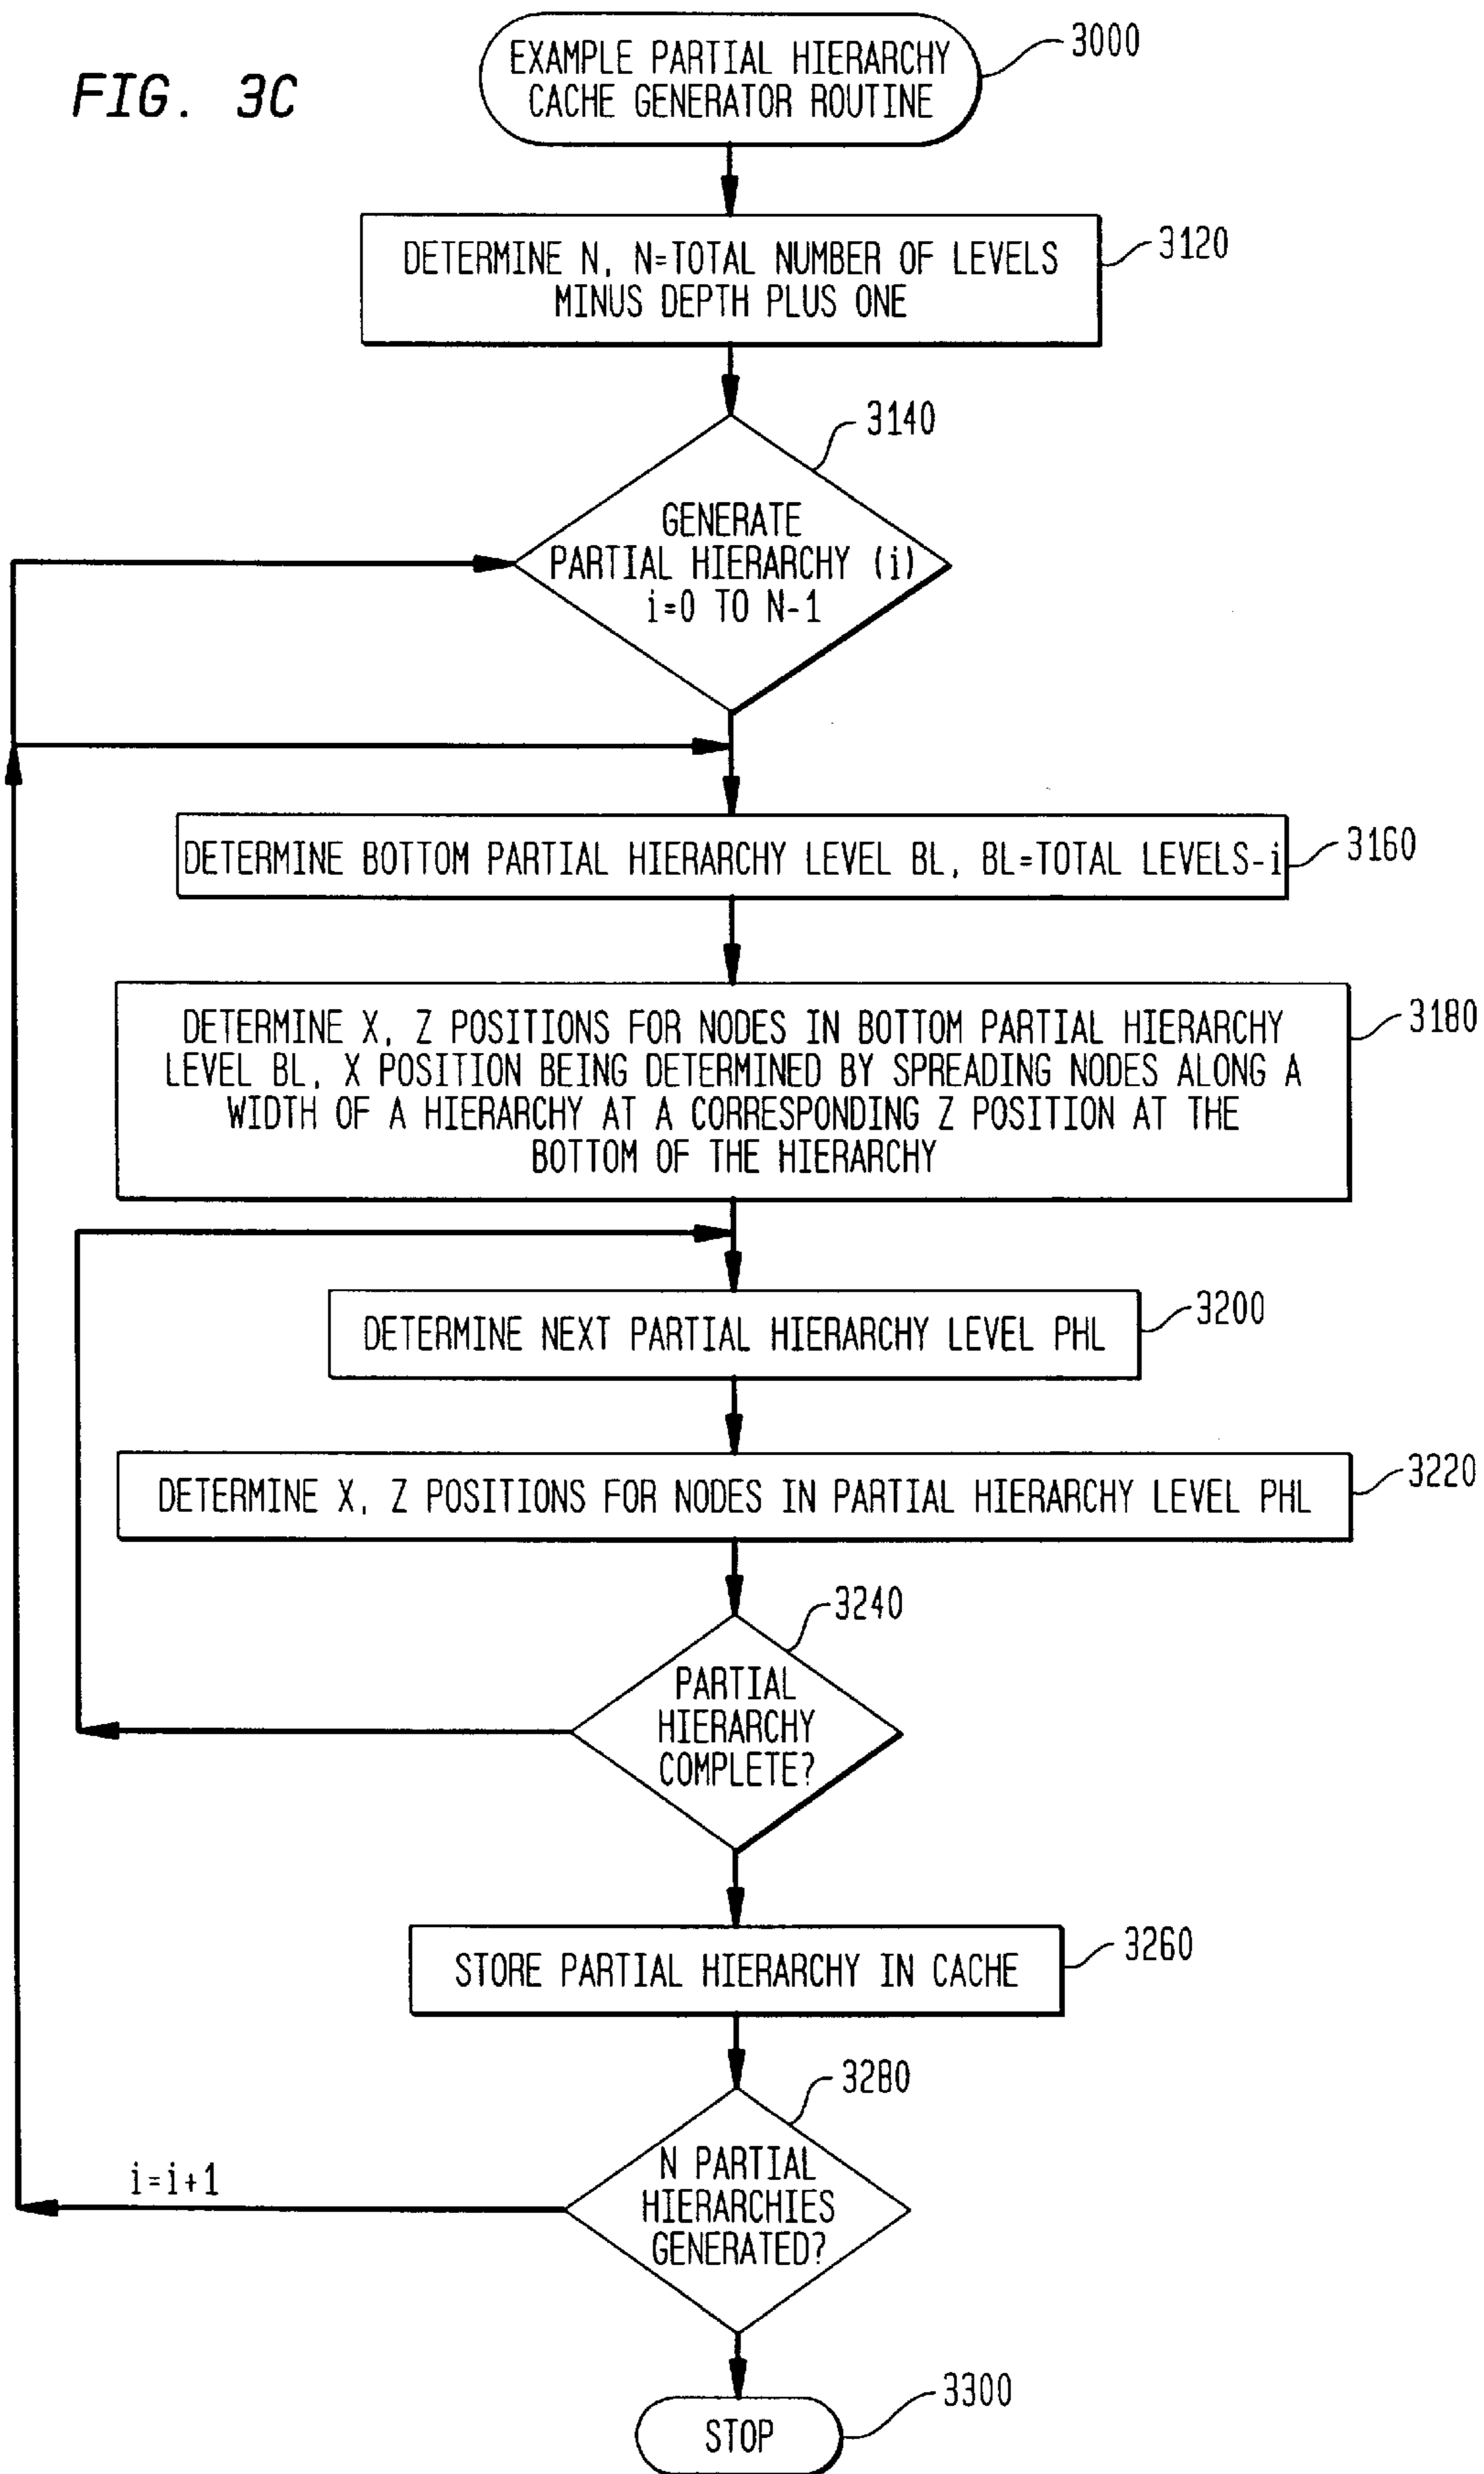 FIG. 3C
EXAMPLE PARTIAL HIERARCHY
CACHE GENERATOR ROUTINE
3000
DETERMINE N, N=TOTAL NUMBER OF LEVELS
MINUS DEPTH PLUS ONE
3120
3140
GENERATE
PARTIAL HIERARCHY (i)
i=0 TO N-1
DETERMINE BOTTOM PARTIAL HIERARCHY LEVEL BL, BL=TOTAL LEVELS-i
3160
DETERMINE X, Z POSITIONS FOR NODES IN BOTTOM PARTIAL HIERARCHY
LEVEL BL, X POSITION BEING DETERMINED BY SPREADING NODES ALONG A
WIDTH OF A HIERARCHY AT A CORRESPONDING Z POSITION AT THE
BOTTOM OF THE HIERARCHY
3180
DETERMINE NEXT PARTIAL HIERARCHY LEVEL PHL
3200
DETERMINE X, Z POSITIONS FOR NODES IN PARTIAL HIERARCHY LEVEL PHL
3220
3240
PARTIAL
HIERARCHY
COMPLETE?
STORE PARTIAL HIERARCHY IN CACHE
3260
3280
N PARTIAL
HIERARCHIES
GENERATED?
i=i+1
3300
STOP